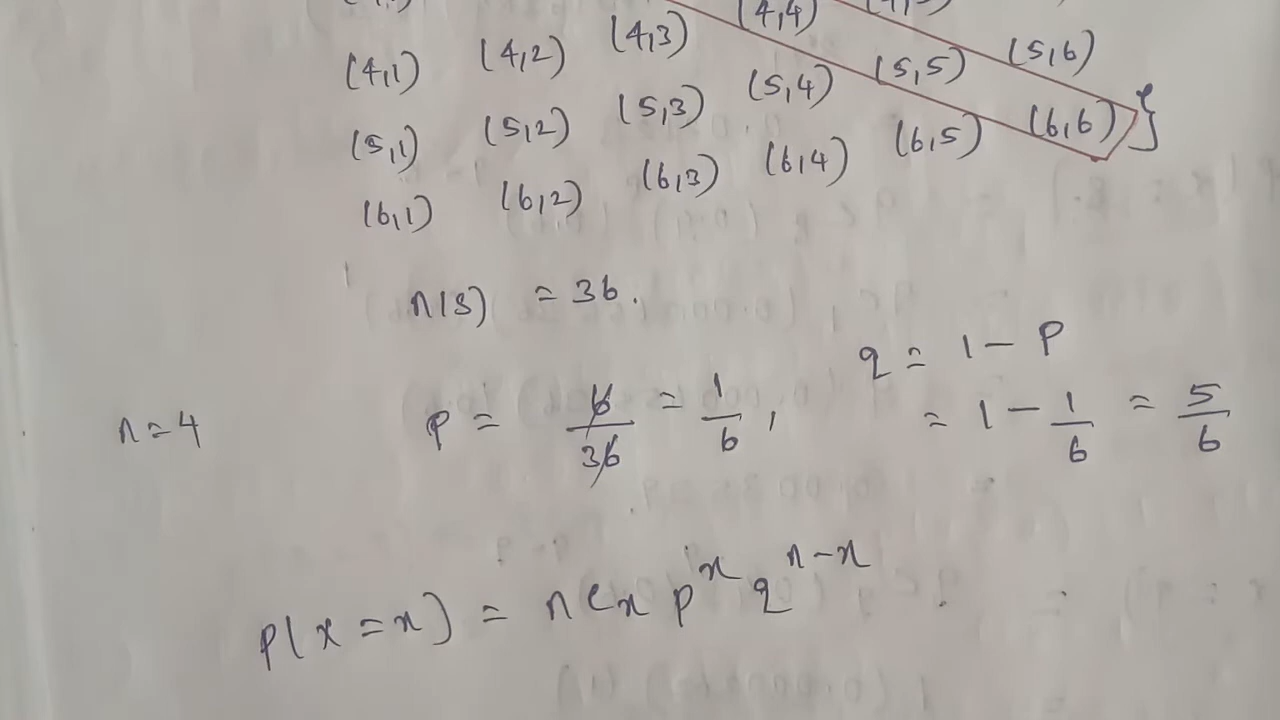 (4,1) (4,2) (4,3) (4,4)
(5,1) (5,2) (5,3) (5,4) (5,5) (5,6)
(6,1) (6,2) (6,3) (6,4) (6,5) (6,6) }
n(S) = 36.
n=4 p = 6/36 = 1/6 ,
q = 1 - P
= 1 - 1/6 = 5/6
P(X=x) = nCx p^x q^n-x